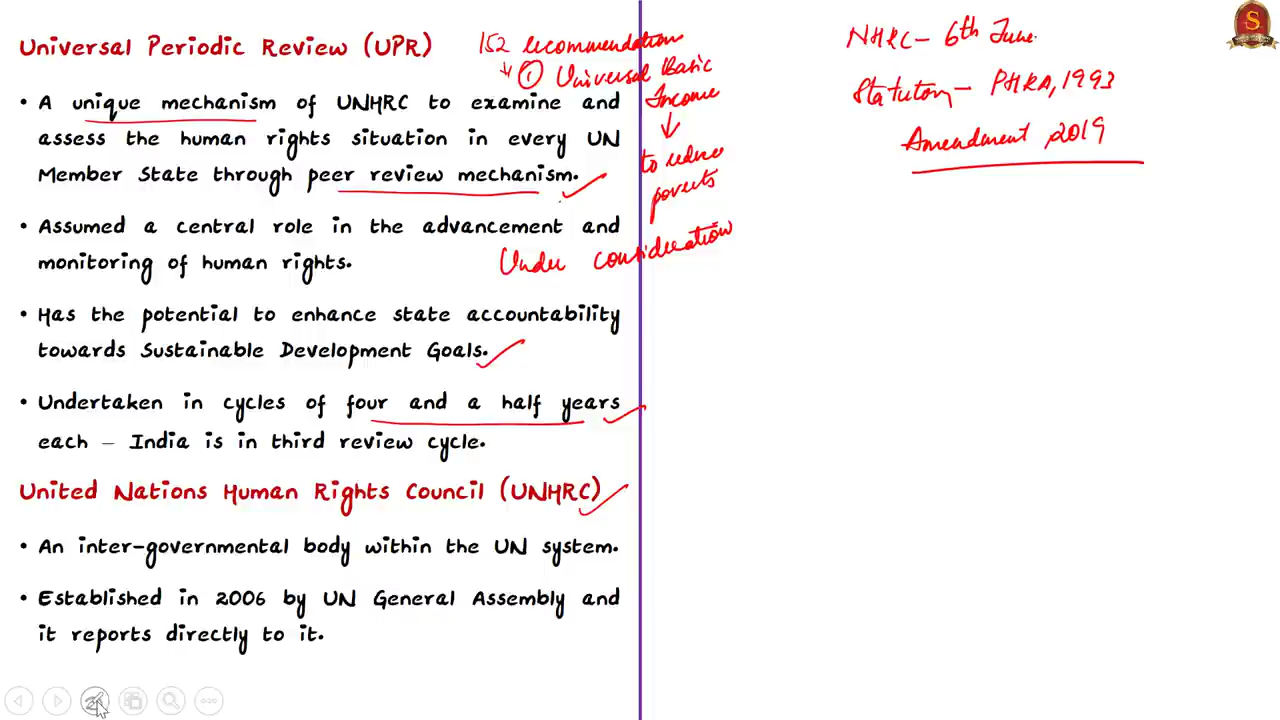 Universal Periodic Review (UPR)
• A unique mechanism of UNHRC to examine and
assess the human rights situation in every UN
Member State through peer review mechanism.
• Assumed a central role in the advancement and
monitoring of human rights.
• Has the potential to enhance state accountability
towards Sustainable Development Goals.
• Undertaken in cycles of four and a half years
each – India is in third review cycle.
United Nations Human Rights Council (UNHRC)
• An inter-governmental body within the UN system.
• Established in 2006 by UN General Assembly and
it reports directly to it.
152 recommendations
↓ ① Universal Basic
Income
↓
to reduce
poverty
Under consideration
NHRC – 6th June
Statutory – PHRA, 1993
Amendment 2019
S